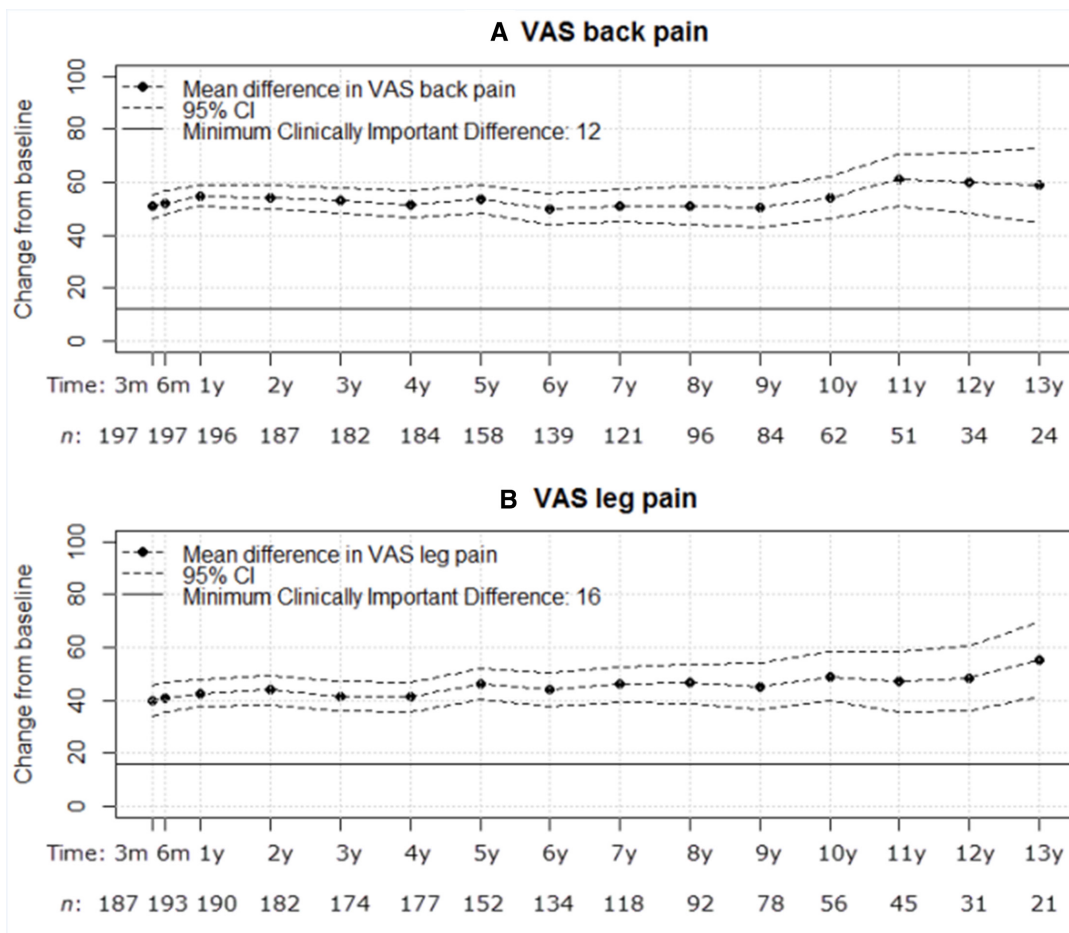 A VAS back pain
100
80
60
40
20
0
Change from baseline
Mean difference in VAS back pain
95% CI
Minimum Clinically Important Difference: 12
Time: 3m 6m 1y 2y 3y 4y 5y 6y 7y 8y 9y 10y 11y 12y 13y
n: 197 197 196 187 182 184 158 139 121 96 84 62 51 34 24
B VAS leg pain
100
80
60
40
20
0
Change from baseline
Mean difference in VAS leg pain
95% CI
Minimum Clinically Important Difference: 16
Time: 3m 6m 1y 2y 3y 4y 5y 6y 7y 8y 9y 10y 11y 12y 13y
n: 187 193 190 182 174 177 152 134 118 92 78 56 45 31 21